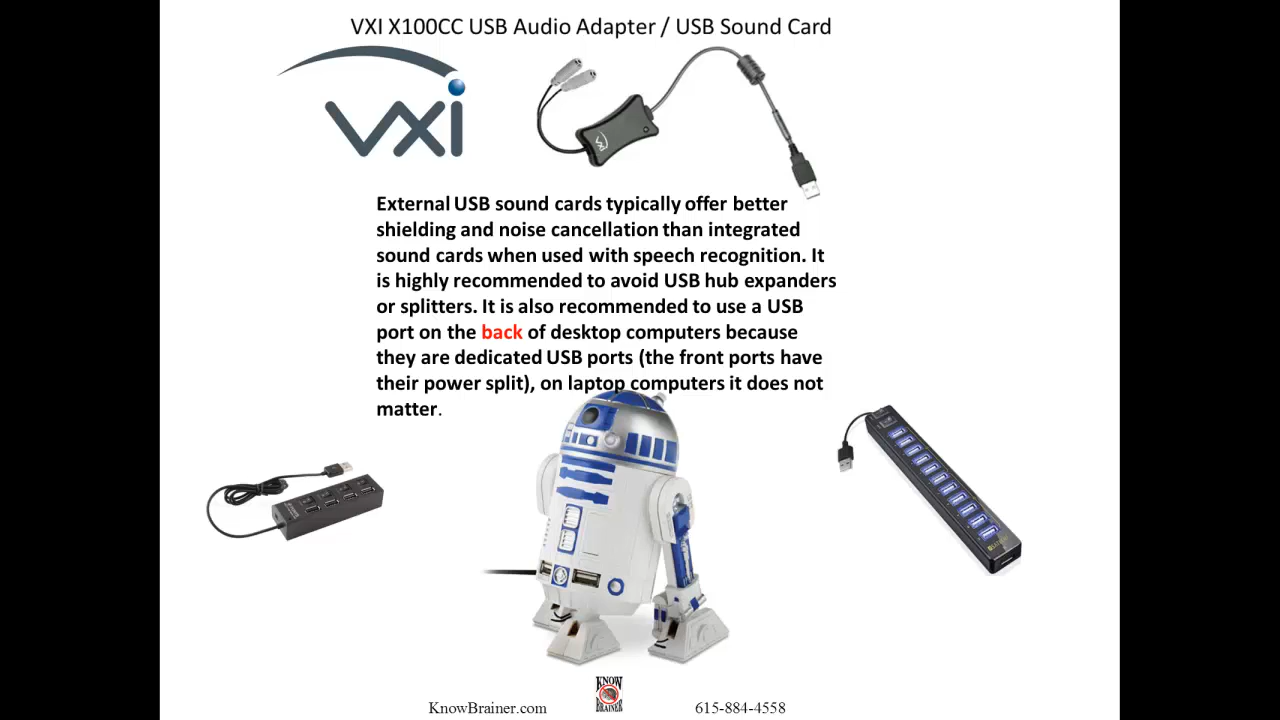 VXI X100CC USB Audio Adapter / USB Sound Card
vxi
vxi
External USB sound cards typically offer better
shielding and noise cancellation than integrated
sound cards when used with speech recognition. It
is highly recommended to avoid USB hub expanders
or splitters. It is also recommended to use a USB
port on the back of desktop computers because
they are dedicated USB ports (the front ports have
their power split), on laptop computers it does not
matter.
KNOW
BRAINER
KnowBrainer.com
615-884-4558